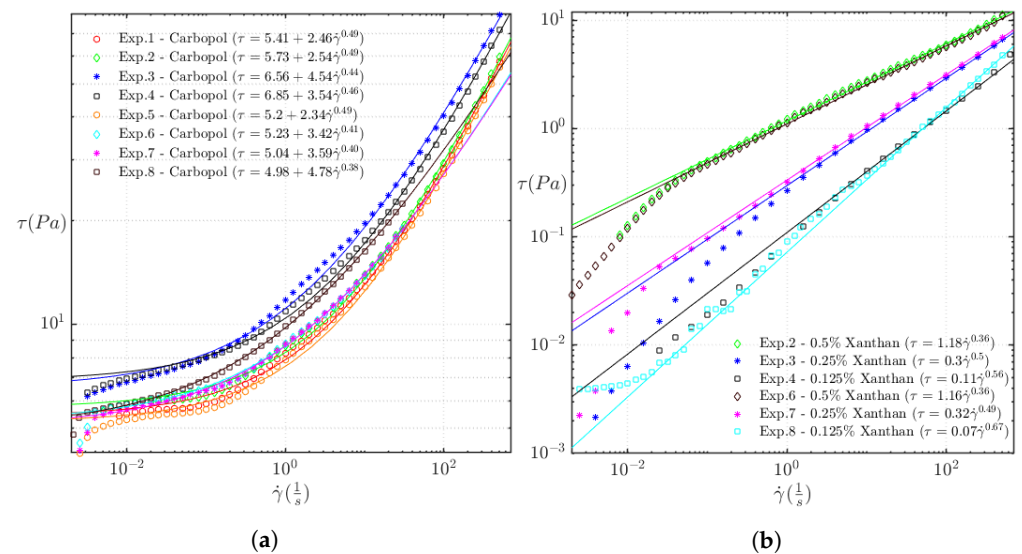 (a)
Exp.1 - Carbopol (τ = 5.41 + 2.46γ̇^0.49)
Exp.2 - Carbopol (τ = 5.73 + 2.54γ̇^0.49)
Exp.3 - Carbopol (τ = 6.56 + 4.54γ̇^0.44)
Exp.4 - Carbopol (τ = 6.85 + 3.54γ̇^0.46)
Exp.5 - Carbopol (τ = 5.2 + 2.34γ̇^0.49)
Exp.6 - Carbopol (τ = 5.23 + 3.42γ̇^0.41)
Exp.7 - Carbopol (τ = 5.04 + 3.59γ̇^0.40)
Exp.8 - Carbopol (τ = 4.98 + 4.78γ̇^0.38)
τ(Pa)
10^1
10^-2
10^0
10^2
γ̇(1/s)
(a)
(b)
10^1
10^0
τ(Pa)
10^-1
10^-2
10^-3
Exp.2 - 0.5% Xanthan (τ = 1.18γ̇^0.36)
Exp.3 - 0.25% Xanthan (τ = 0.3γ̇^0.5)
Exp.4 - 0.125% Xanthan (τ = 0.11γ̇^0.56)
Exp.6 - 0.5% Xanthan (τ = 1.16γ̇^0.36)
Exp.7 - 0.25% Xanthan (τ = 0.32γ̇^0.49)
Exp.8 - 0.125% Xanthan (τ = 0.07γ̇^0.67)
10^-2
10^0
10^2
γ̇(1/s)
(b)